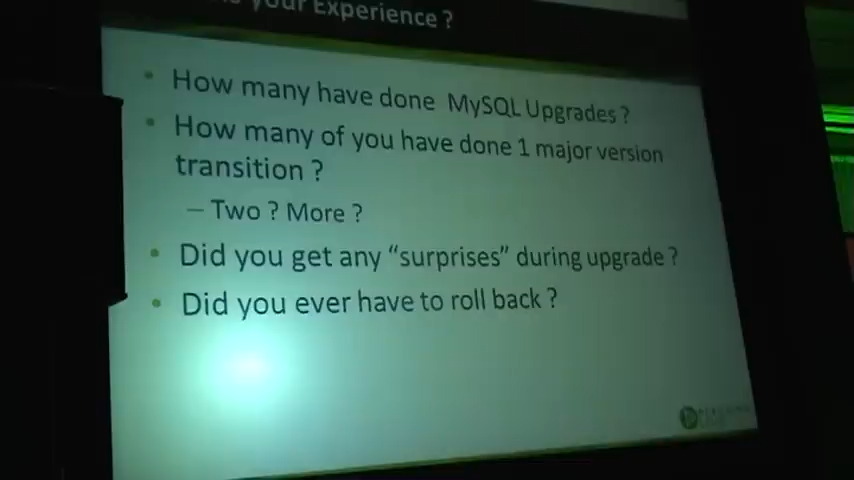 your Experience ?
• How many have done MySQL Upgrades ?
• How many of you have done 1 major version
transition ?
– Two ? More ?
• Did you get any “surprises” during upgrade ?
• Did you ever have to roll back ?